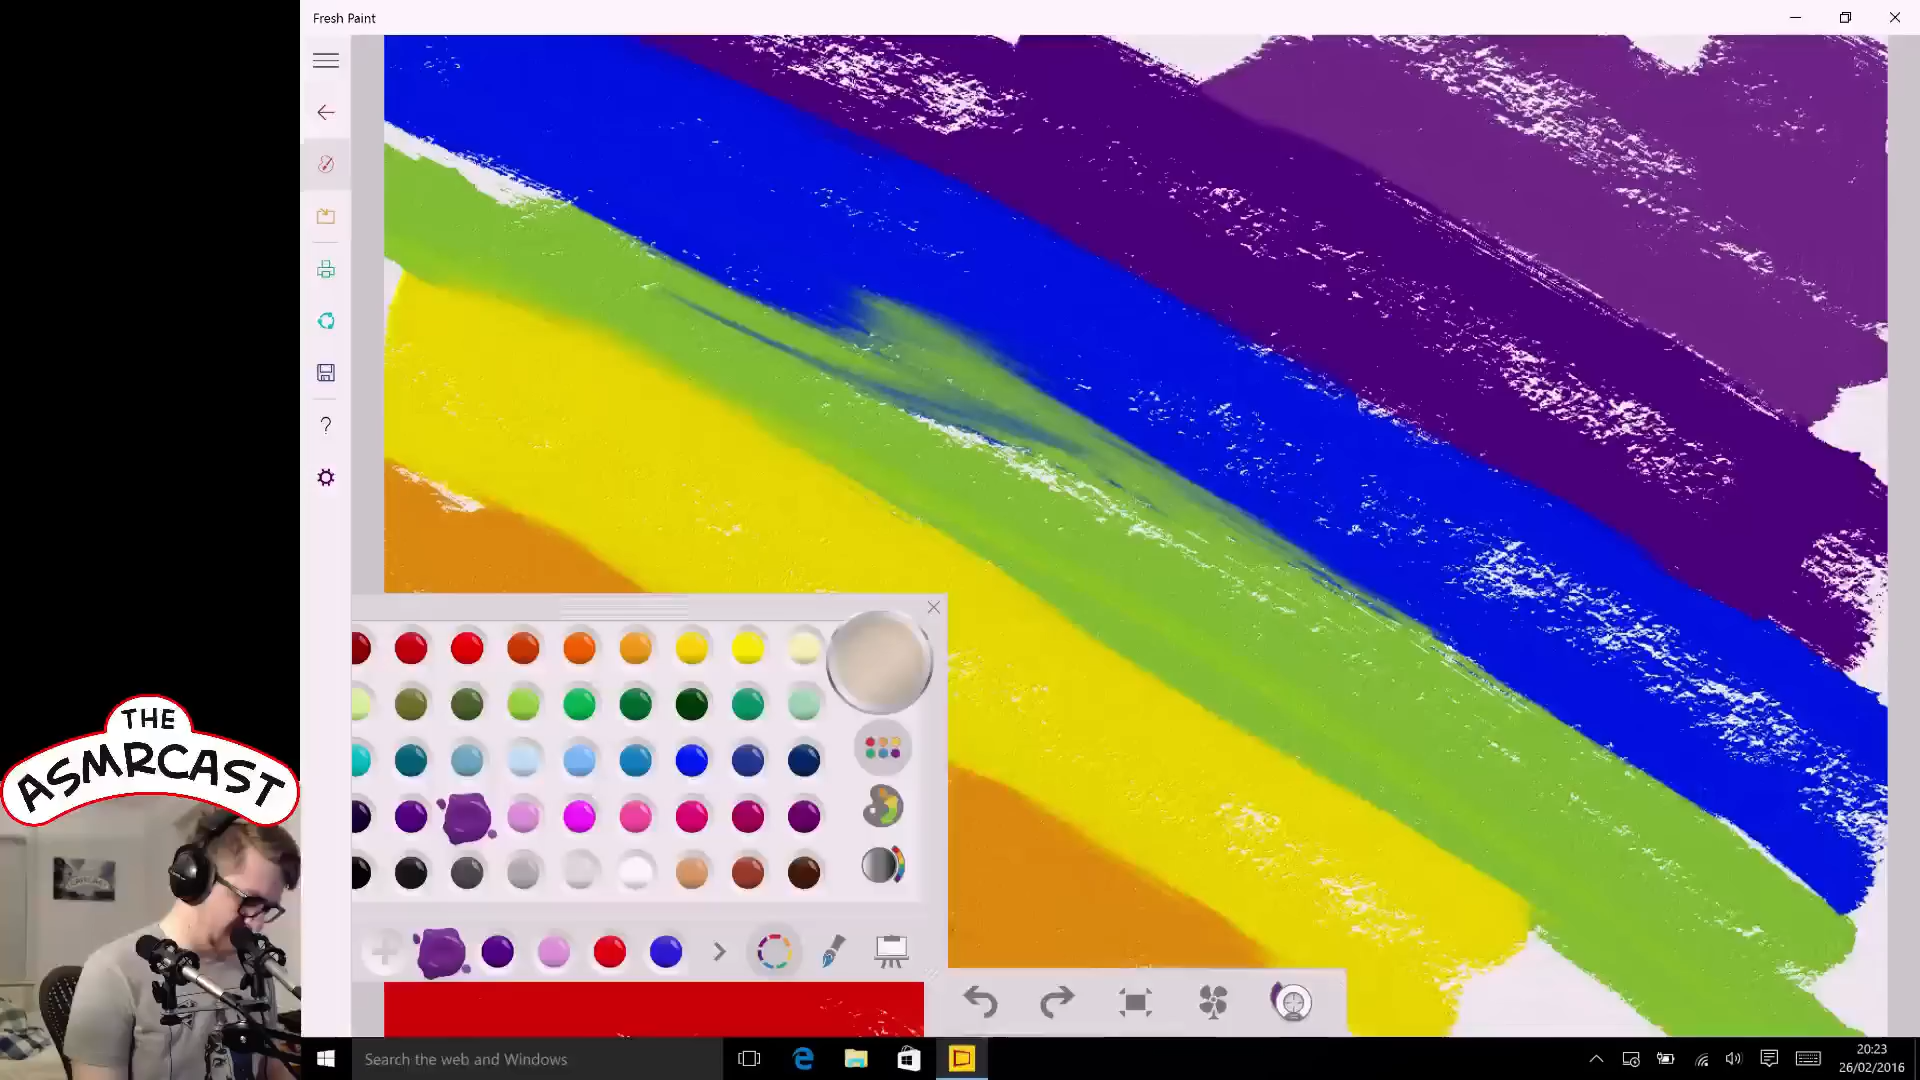 Fresh Paint
THE
ASMRCAST
Search the web and Windows
20:23
26/02/2016